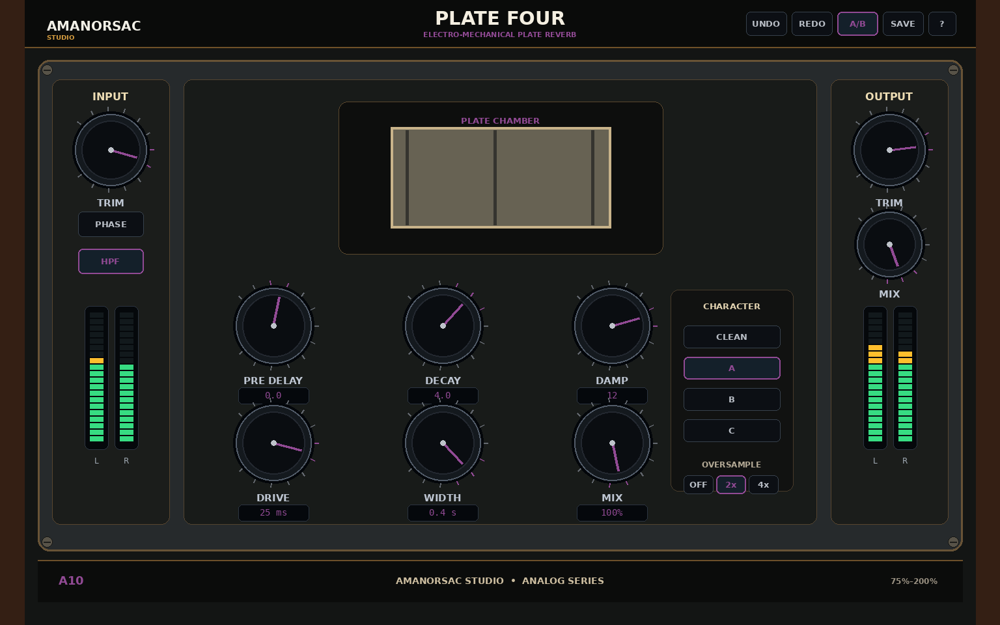 AMANORSAC
STUDIO
PLATE FOUR
ELECTRO-MECHANICAL PLATE REVERB
UNDO
REDO
A/B
SAVE
?
INPUT
TRIM
PHASE
HPF
L R
PLATE CHAMBER
PRE DELAY
0.0
DECAY
4.0
DAMP
12
DRIVE
25 ms
WIDTH
0.4 s
MIX
100%
CHARACTER
CLEAN
A
B
C
OVERSAMPLE
OFF 2x 4x
OUTPUT
TRIM
MIX
L R
A10
AMANORSAC STUDIO • ANALOG SERIES
75%–200%